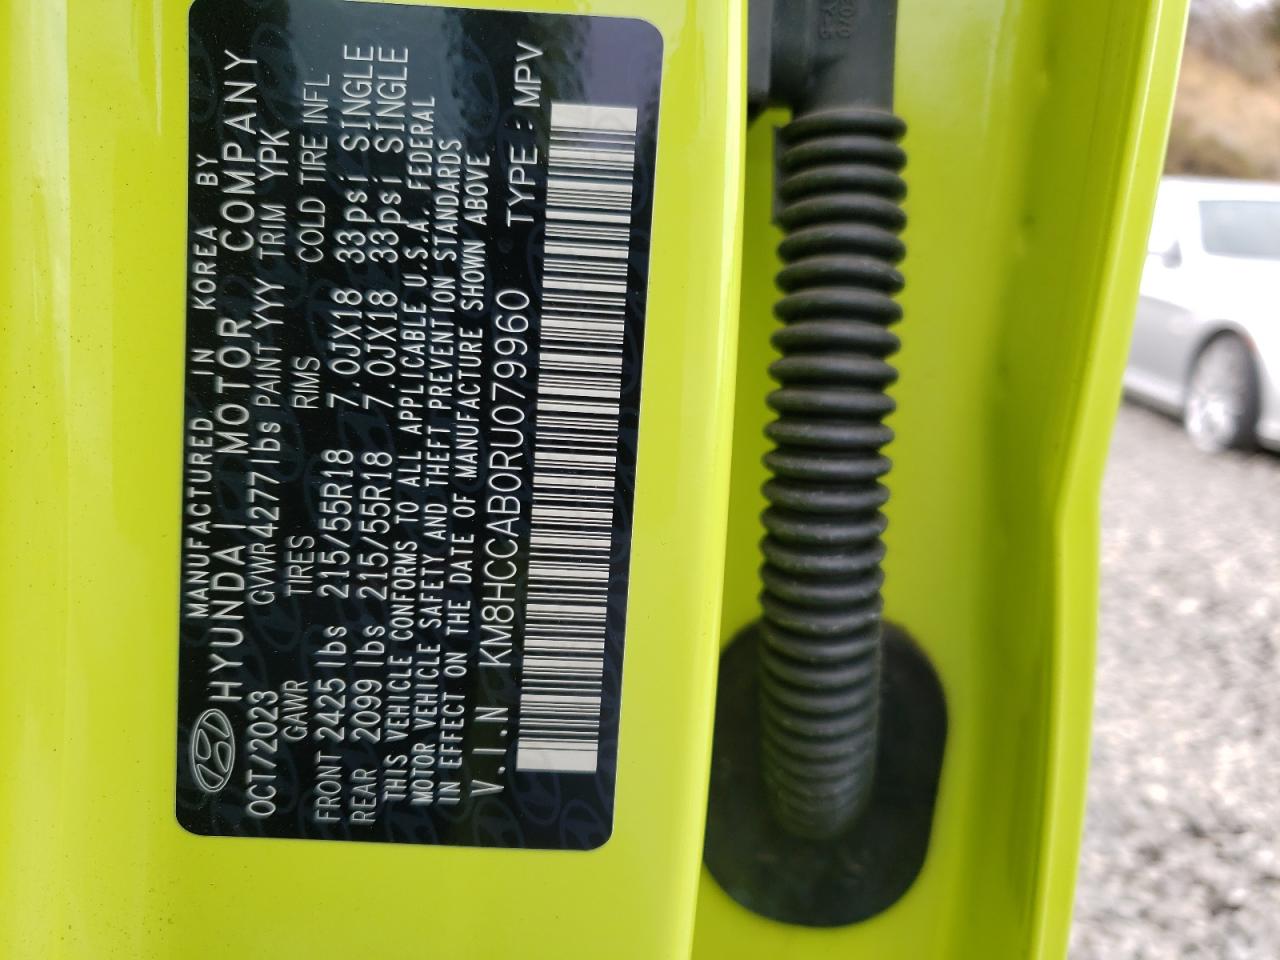 MANUFACTURED IN KOREA BY
HYUNDAI MOTOR COMPANY
OCT/2023 GVWR 4277 lbs PAINT YYY TRIM YPK
GAWR TIRES RIMS COLD TIRE INFL
FRONT 2425 lbs 215/55R18 7.0JX18 33psi SINGLE
REAR 2099 lbs 215/55R18 7.0JX18 33psi SINGLE
THIS VEHICLE CONFORMS TO ALL APPLICABLE U.S.A. FEDERAL
MOTOR VEHICLE SAFETY AND THEFT PREVENTION STANDARDS
IN EFFECT ON THE DATE OF MANUFACTURE SHOWN ABOVE
V.I.N KM8HCCAB0RU079960 TYPE : MPV